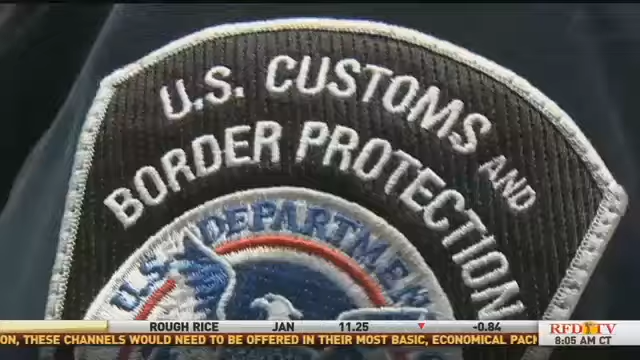 U.S. CUSTOMS AND
BORDER PROTECTION
U.S. DEPARTMEN
ROUGH RICE JAN 11.25 ▼ -0.84
RFD TV
ON, THESE CHANNELS WOULD NEED TO BE OFFERED IN THEIR MOST BASIC, ECONOMICAL PACK
8:05 AM CT